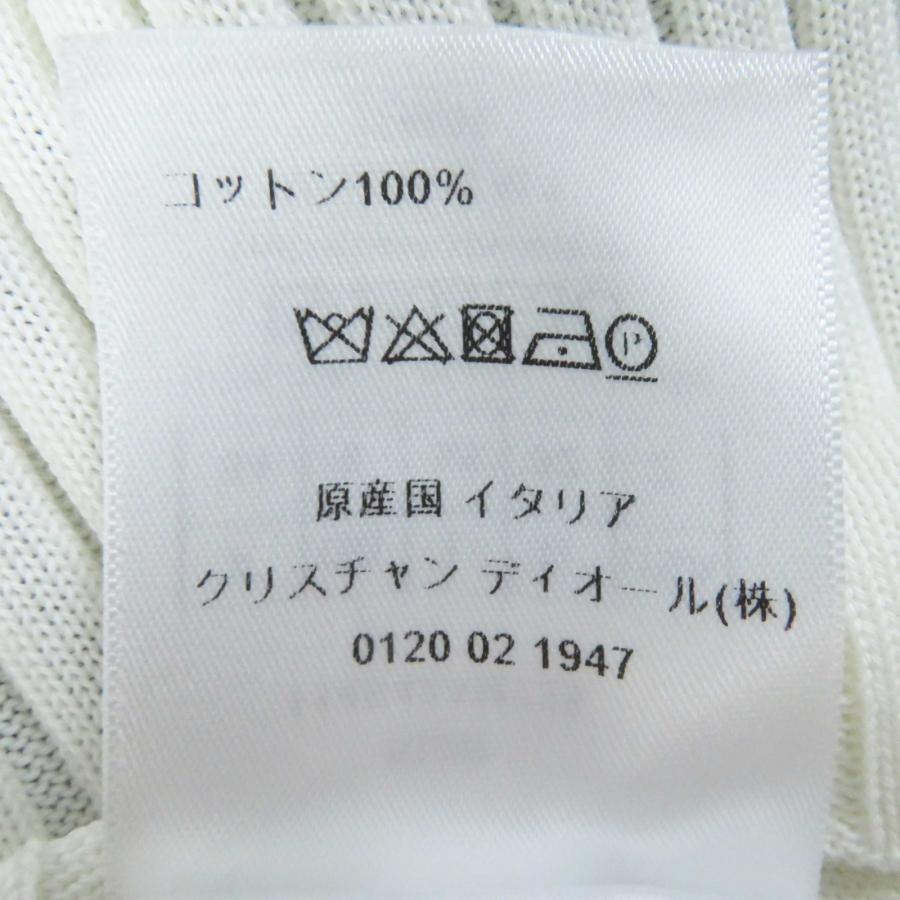 コットン100%
P
原産国 イタリア
クリスチャン ディオール(株)
0120 02 1947